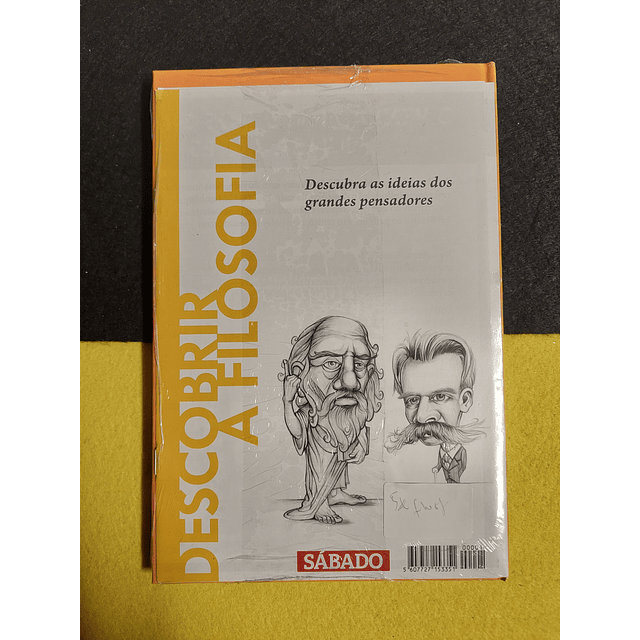 DESCOBRIR
A FILOSOFIA
Descubra as ideias dos
grandes pensadores
SÁBADO